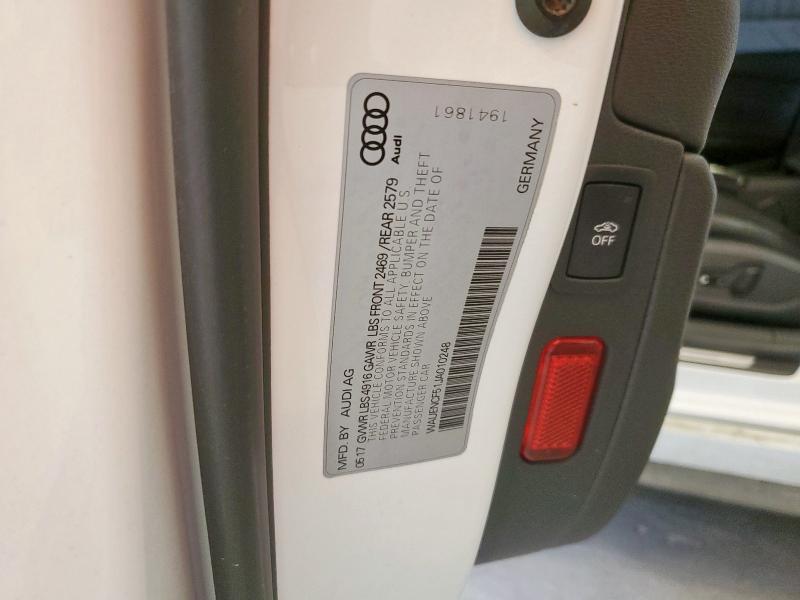 MFD. BY AUDI AG
05.17 GVWR LBS 4916 GAWR LBS FRONT 2469 / REAR 2579
THIS VEHICLE CONFORMS TO ALL APPLICABLE U S
FEDERAL MOTOR VEHICLE SAFETY, BUMPER AND THEFT
PREVENTION STANDARDS IN EFFECT ON THE DATE OF
MANUFACTURE SHOWN ABOVE
PASSENGER CAR
WAUENCF51JA010248
Audi
1941861
GERMANY
OFF